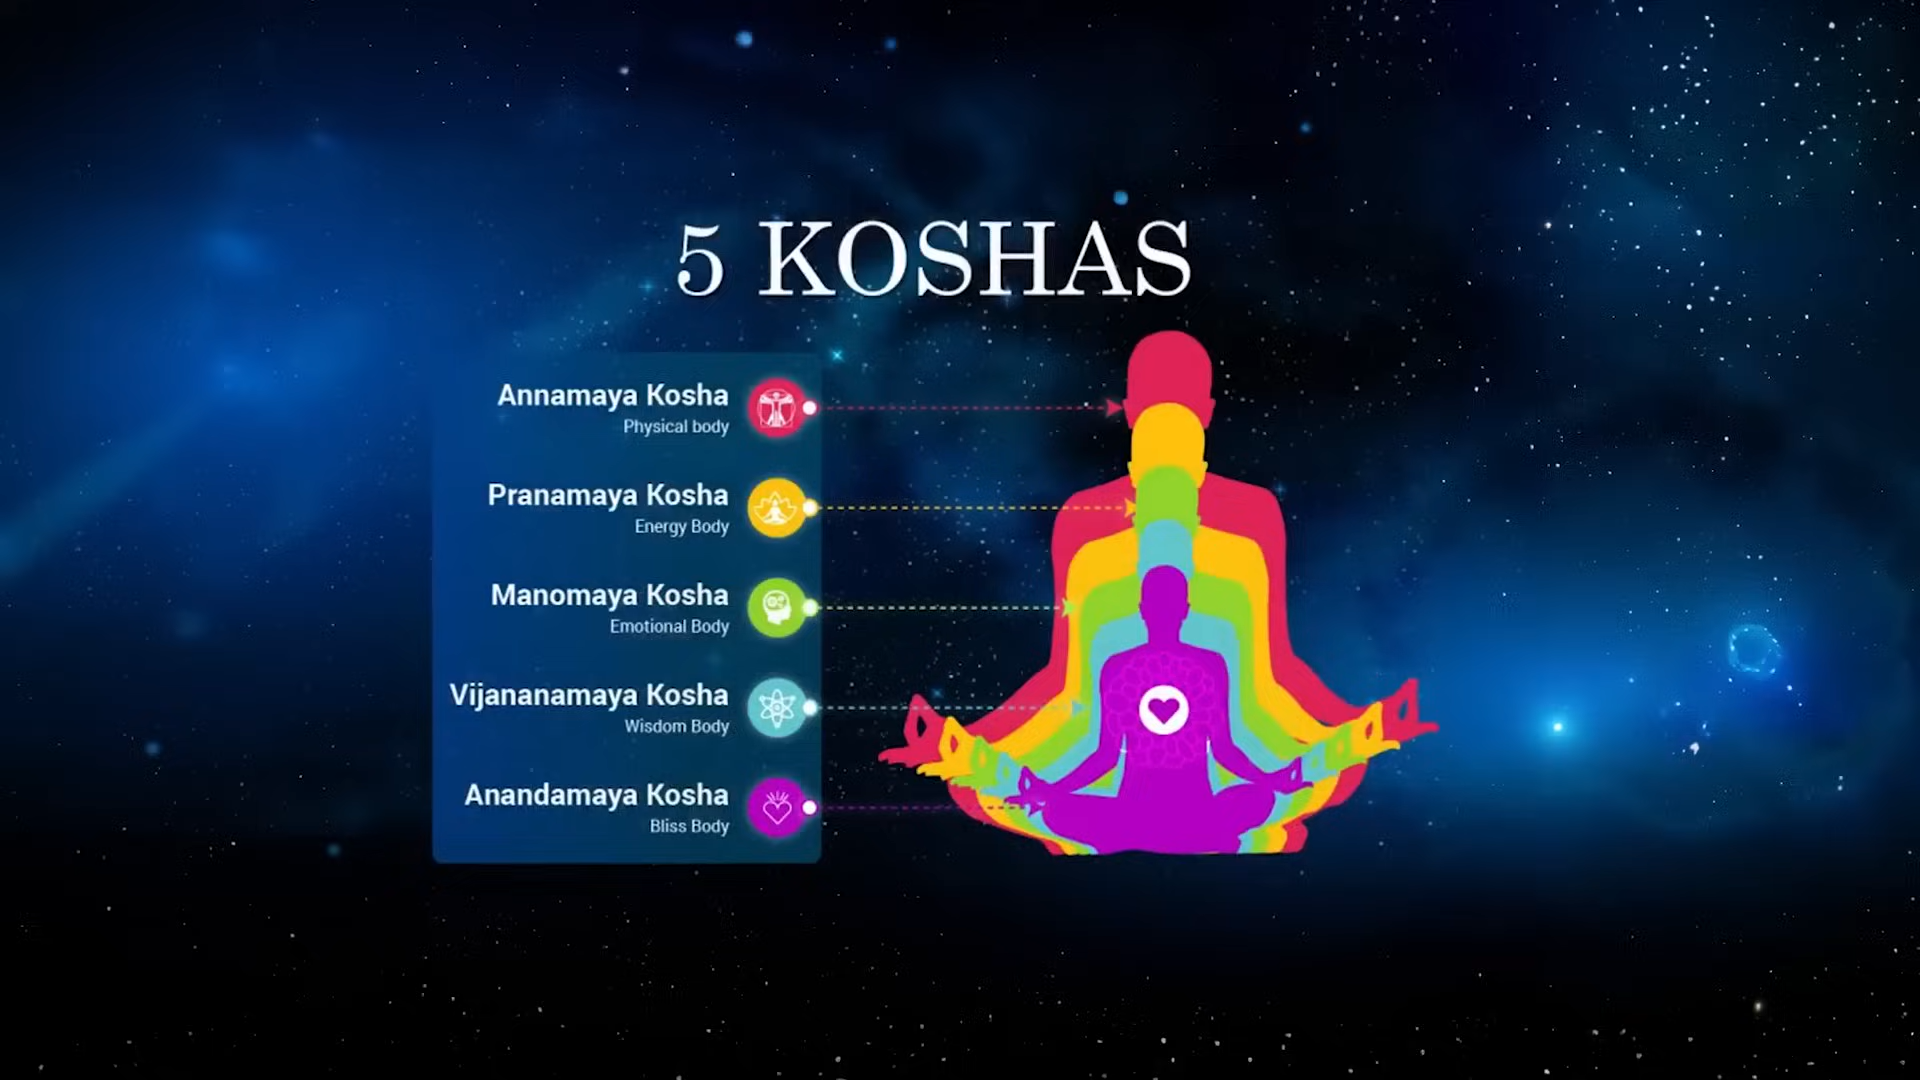 5 KOSHAS
Annamaya Kosha
Physical body
Pranamaya Kosha
Energy Body
Manomaya Kosha
Emotional Body
Vijananamaya Kosha
Wisdom Body
Anandamaya Kosha
Bliss Body